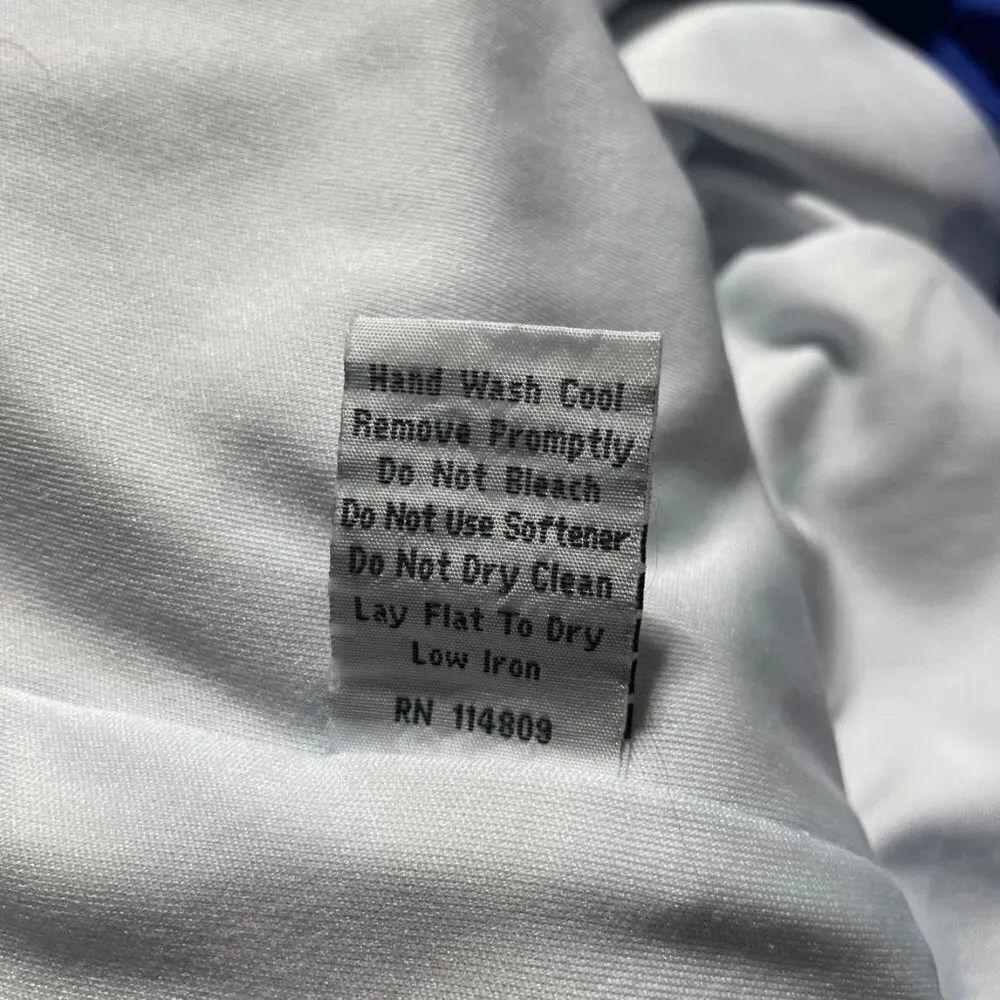 Hand Wash Cool
Remove Promptly
Do Not Bleach
Do Not Use Softener
Do Not Dry Clean
Lay Flat To Dry
Low Iron
RN 114809